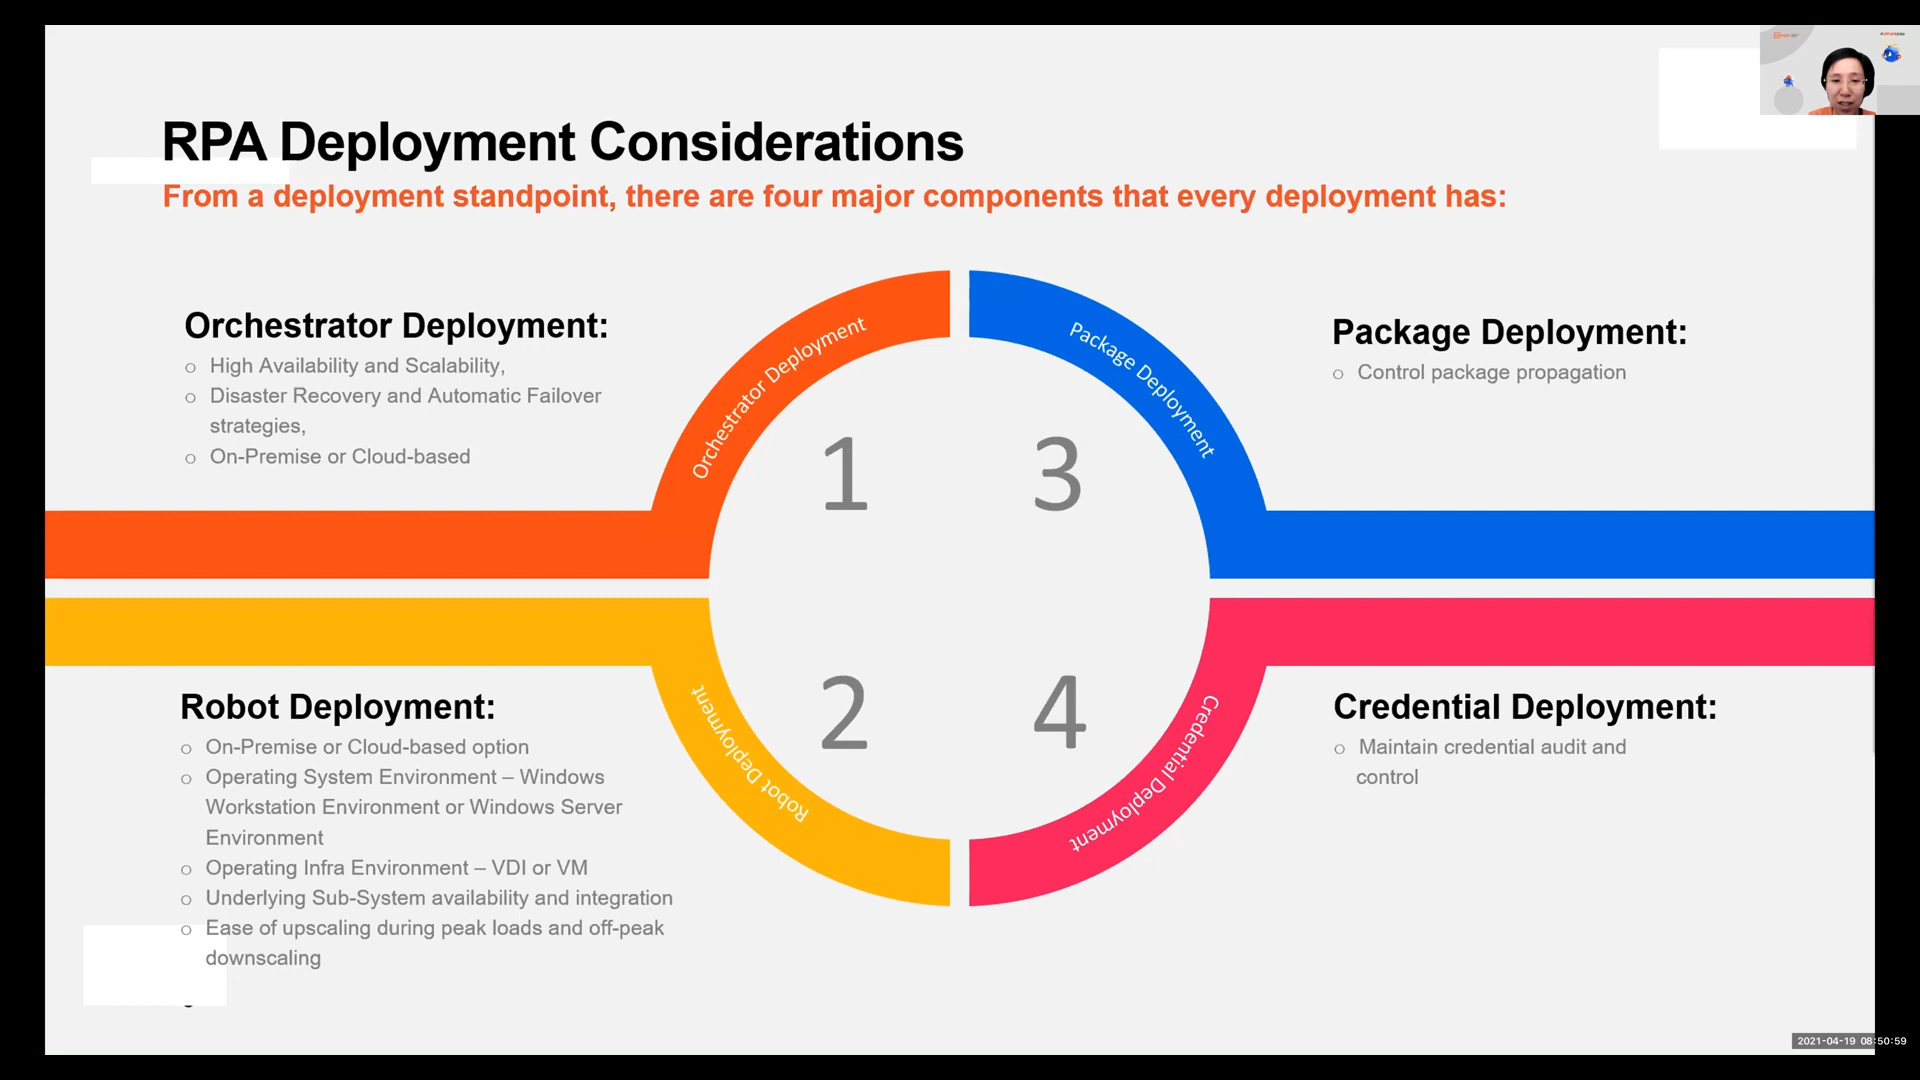 RPA Deployment Considerations
From a deployment standpoint, there are four major components that every deployment has:
Orchestrator Deployment:
o High Availability and Scalability,
o Disaster Recovery and Automatic Failover
strategies,
o On-Premise or Cloud-based
Orchestrator Deployment
1
Package Deployment
3
Package Deployment:
o Control package propagation
Robot Deployment:
o On-Premise or Cloud-based option
o Operating System Environment – Windows
Workstation Environment or Windows Server
Environment
o Operating Infra Environment – VDI or VM
o Underlying Sub-System availability and integration
o Ease of upscaling during peak loads and off-peak
downscaling
Robot Deployment
2
Credential Deployment
4
Credential Deployment:
o Maintain credential audit and
control
2021-04-19 08:50:59